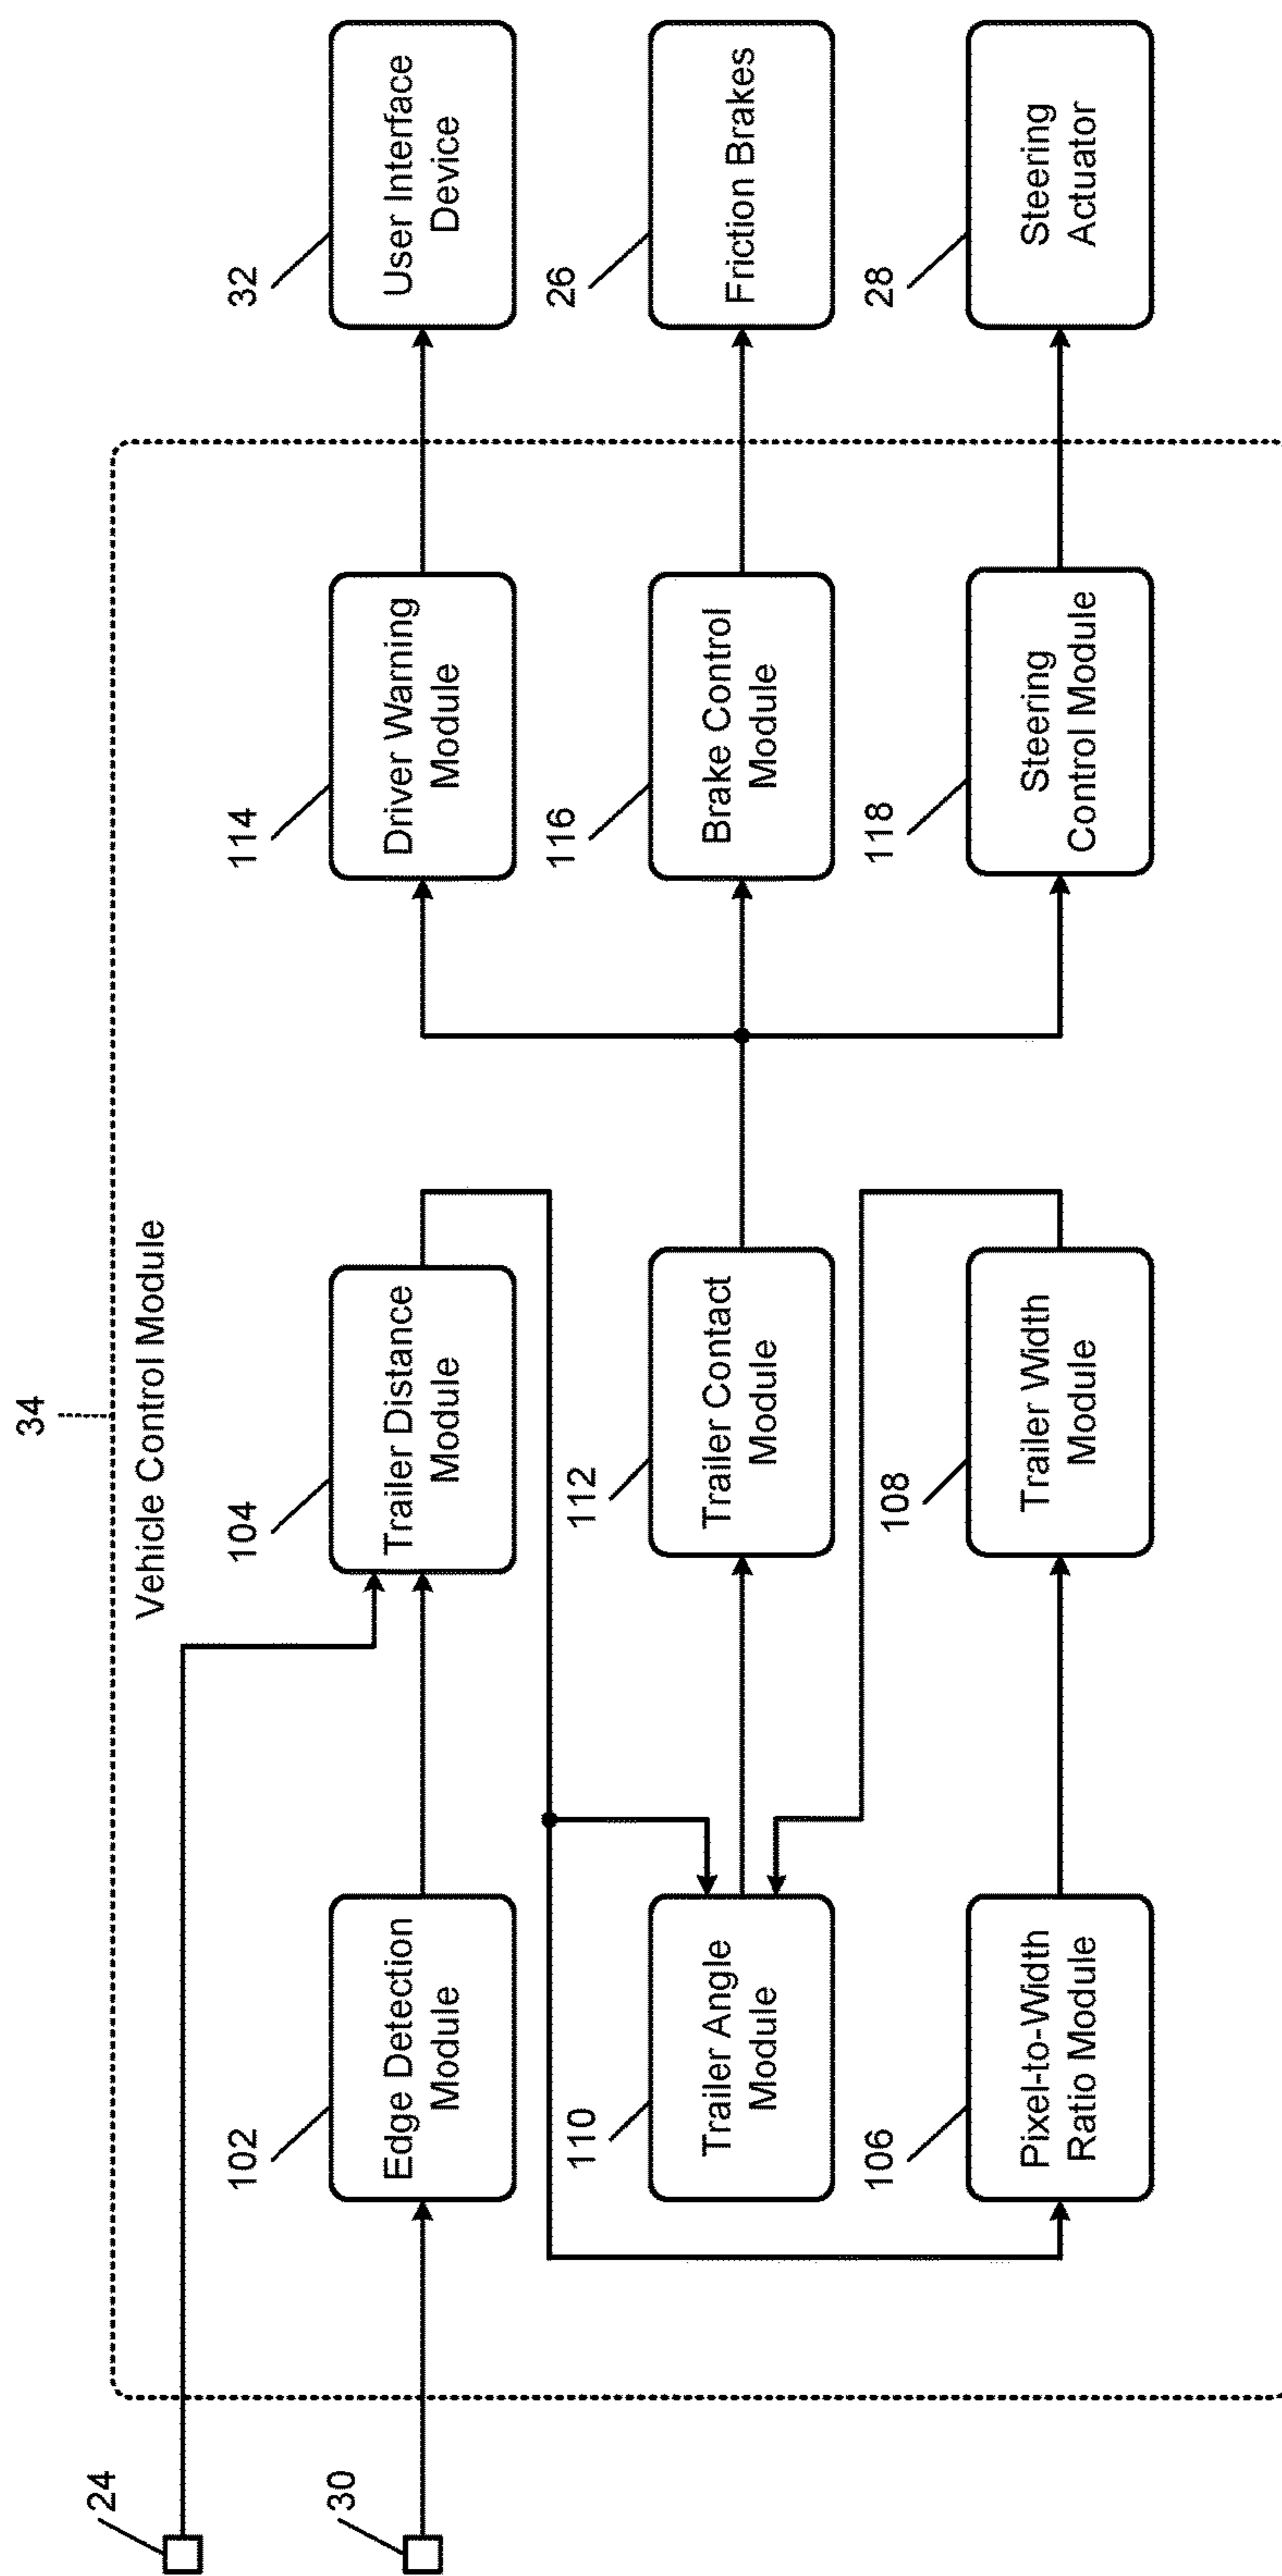 34
Vehicle Control Module
24
30
102
Edge Detection
Module
104
Trailer Distance
Module
114
Driver Warning
Module
32
User Interface
Device
110
Trailer Angle
Module
112
Trailer Contact
Module
116
Brake Control
Module
26
Friction Brakes
106
Pixel-to-Width
Ratio Module
108
Trailer Width
Module
118
Steering
Control Module
28
Steering
Actuator